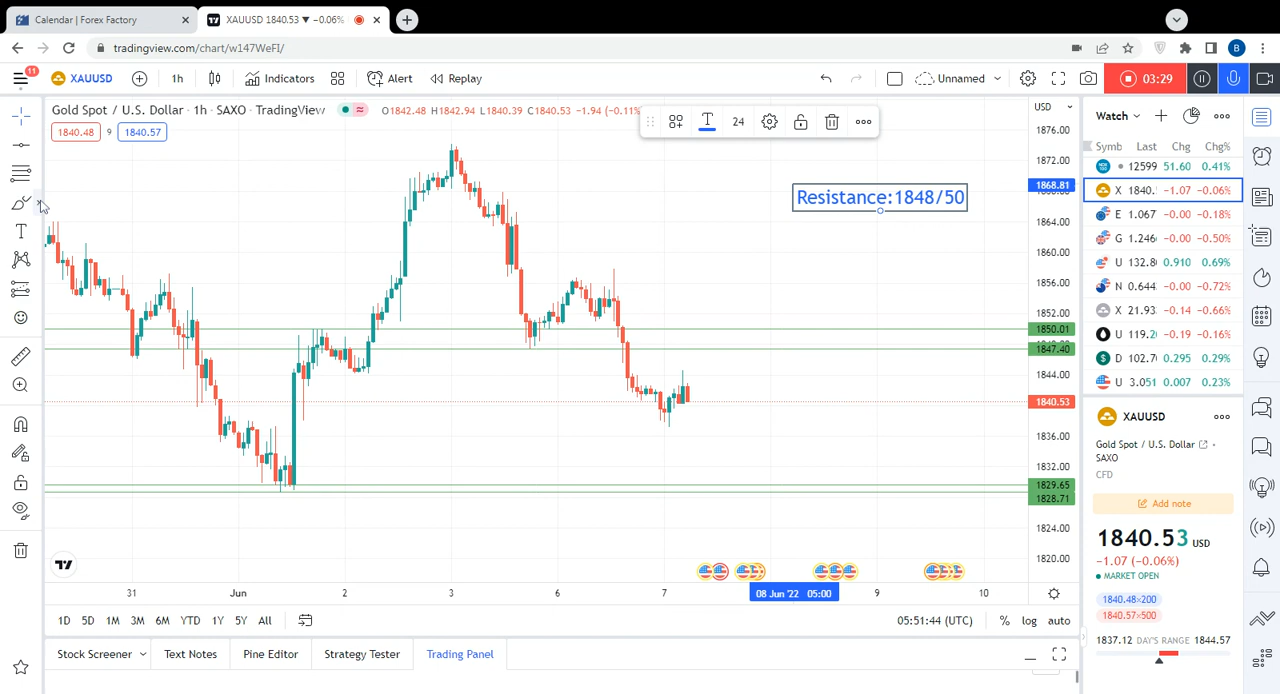 Calendar | Forex Factory
XAUUSD 1840.53 ▼ −0.06%
tradingview.com/chart/w147WeFI/
B
11
XAUUSD
1h
Indicators
Alert
Replay
Unnamed
03:29
Gold Spot / U.S. Dollar · 1h · SAXO · TradingView
O1842.48 H1842.94 L1840.39 C1840.53 −1.94 (−0.11%)
1840.48 9 1840.57
24
USD
1876.00
1872.00
1868.81
1864.00
1860.00
1856.00
1852.00
1850.01
1847.40
1844.00
1840.53
1836.00
1832.00
1829.65
1828.71
1824.00
1820.00
Resistance:1848/50
31 Jun 2 3 6 7 08 Jun '22 05:00 9 10
1D 5D 1M 3M 6M YTD 1Y 5Y All
05:51:44 (UTC) % log auto
Stock Screener Text Notes Pine Editor Strategy Tester Trading Panel
Watch
Symb Last Chg Chg%
12599 51.60 0.41%
X 1840. −1.07 −0.06%
E 1.067 −0.00 −0.18%
G 1.246 −0.00 −0.50%
U 132.8 0.910 0.69%
N 0.644 −0.00 −0.72%
X 21.93 −0.14 −0.66%
U 119.2 −0.19 −0.16%
D 102.7 0.295 0.29%
U 3.051 0.007 0.23%
XAUUSD
Gold Spot / U.S. Dollar ·
SAXO
CFD
Add note
1840.53 USD
−1.07 (−0.06%)
MARKET OPEN
1840.48×200
1840.57×500
1837.12 DAY'S RANGE 1844.57